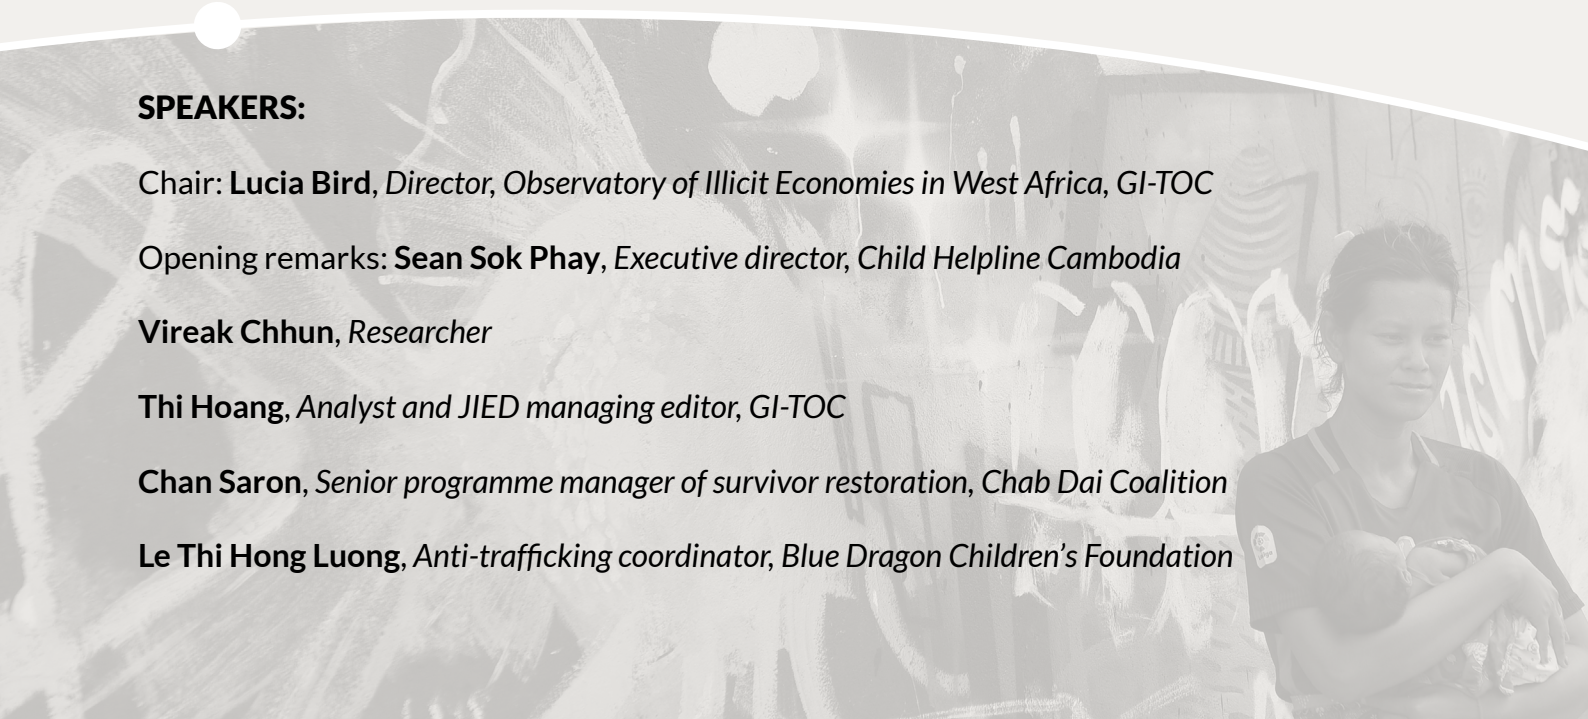 SPEAKERS:
Chair: Lucia Bird, Director, Observatory of Illicit Economies in West Africa, GI-TOC
Opening remarks: Sean Sok Phay, Executive director, Child Helpline Cambodia
Vireak Chhun, Researcher
Thi Hoang, Analyst and JIED managing editor, GI-TOC
Chan Saron, Senior programme manager of survivor restoration, Chab Dai Coalition
Le Thi Hong Luong, Anti-trafficking coordinator, Blue Dragon Children’s Foundation